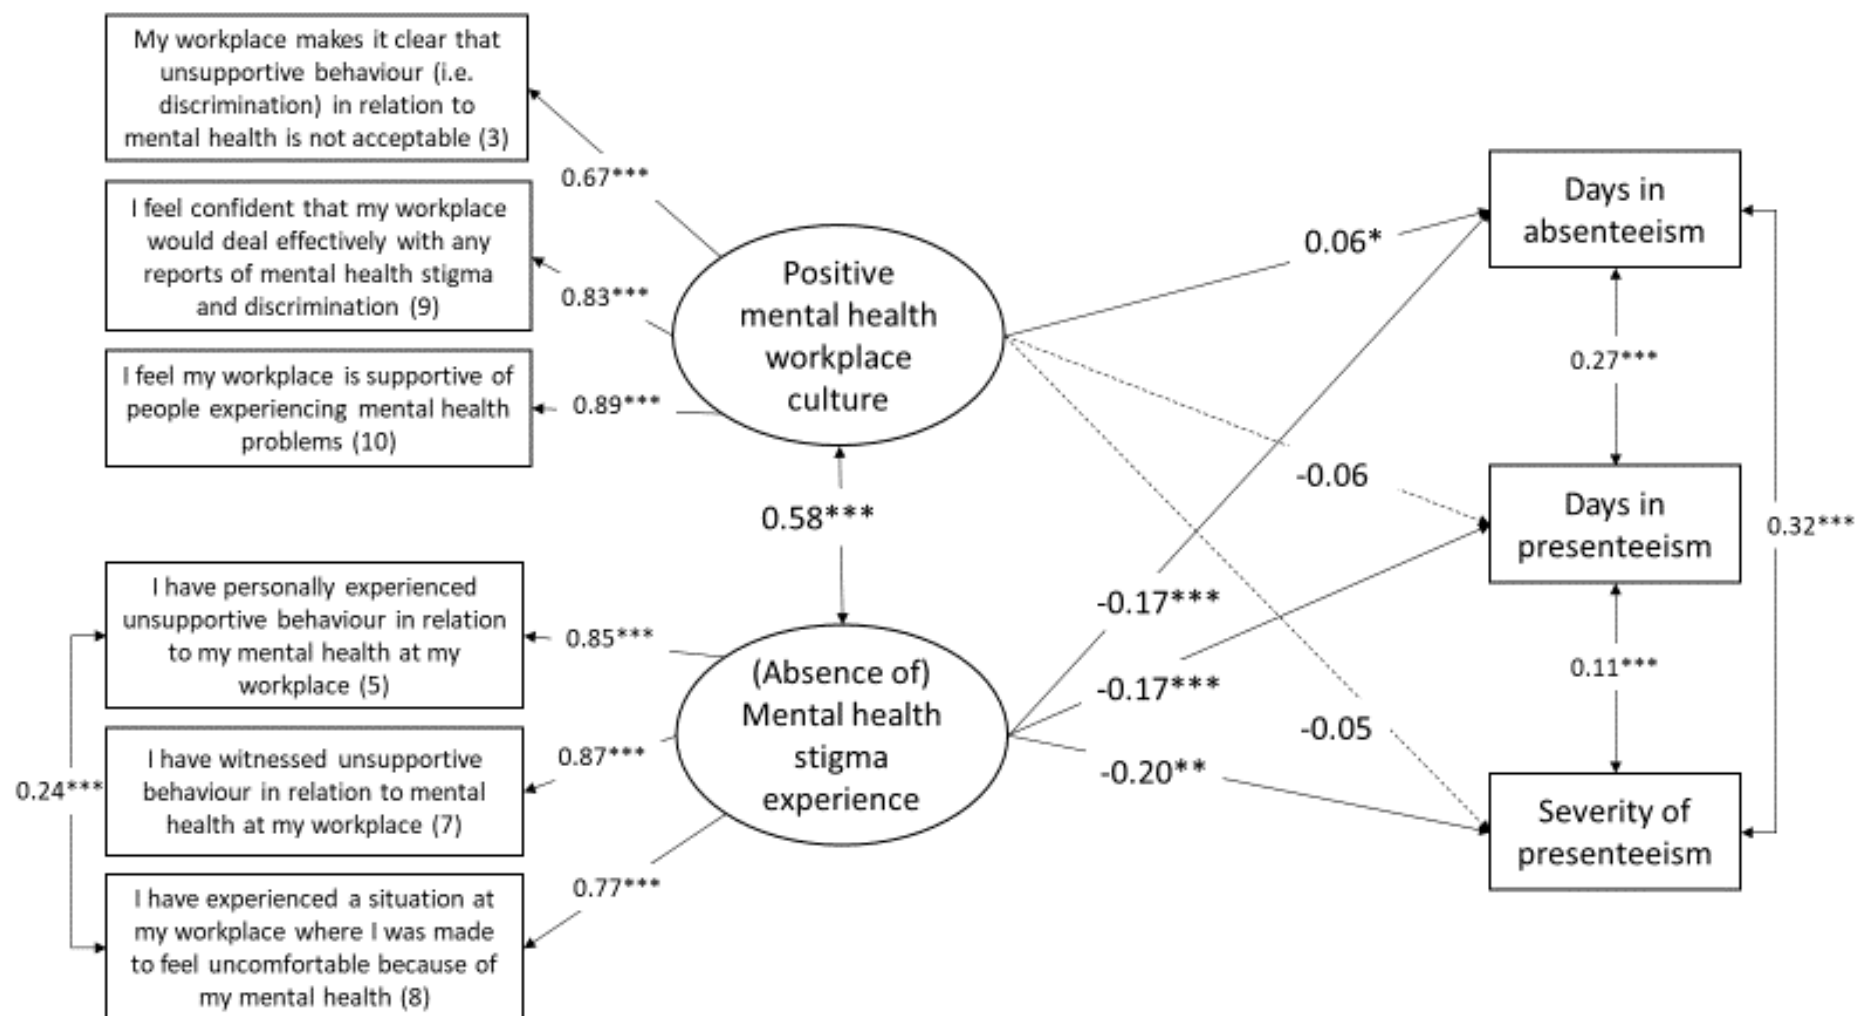 My workplace makes it clear that
unsupportive behaviour (i.e.
discrimination) in relation to
mental health is not acceptable (3)
0.67***
I feel confident that my workplace
would deal effectively with any
reports of mental health stigma
and discrimination (9)
0.83***
I feel my workplace is supportive of
people experiencing mental health
problems (10)
0.89***
Positive
mental health
workplace
culture
0.58***
I have personally experienced
unsupportive behaviour in relation
to my mental health at my
workplace (5)
0.85***
I have witnessed unsupportive
behaviour in relation to mental
health at my workplace (7)
0.87***
0.24***
I have experienced a situation at
my workplace where I was made
to feel uncomfortable because of
my mental health (8)
0.77***
(Absence of)
Mental health
stigma
experience
0.06*
-0.06
-0.17***
-0.17***
-0.05
-0.20**
Days in
absenteeism
0.27***
Days in
presenteeism
0.32***
0.11***
Severity of
presenteeism